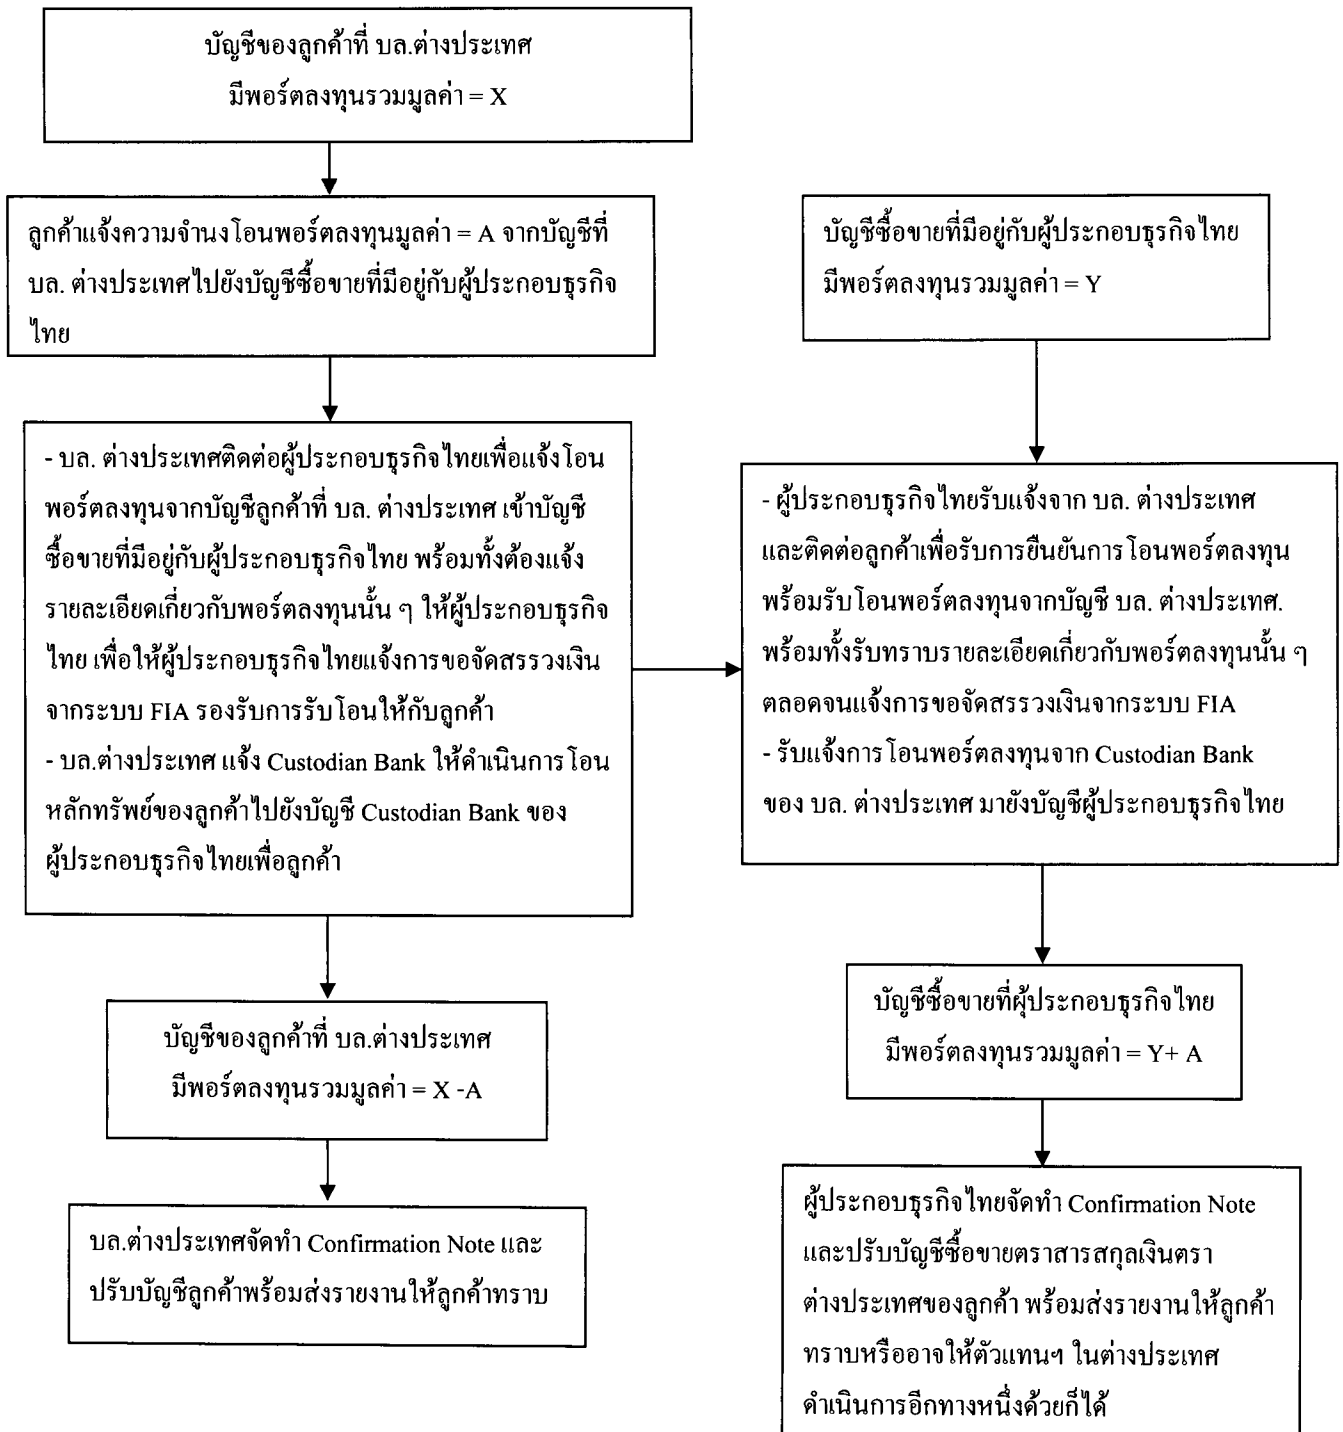 บัญชีของลูกค้าที่ บล.ต่างประเทศ
มีพอร์ตลงทุนรวมมูลค่า = X
ลูกค้าแจ้งความจำนงโอนพอร์ตลงทุนมูลค่า = A จากบัญชีที่
บล. ต่างประเทศไปยังบัญชีซื้อขายที่มีอยู่กับผู้ประกอบธุรกิจ
ไทย
บัญชีซื้อขายที่มีอยู่กับผู้ประกอบธุรกิจไทย
มีพอร์ตลงทุนรวมมูลค่า = Y
- บล. ต่างประเทศติดต่อผู้ประกอบธุรกิจไทยเพื่อแจ้งโอน
พอร์ตลงทุนจากบัญชีลูกค้าที่ บล. ต่างประเทศ เข้าบัญชี
ซื้อขายที่มีอยู่กับผู้ประกอบธุรกิจไทย พร้อมทั้งต้องแจ้ง
รายละเอียดเกี่ยวกับพอร์ตลงทุนนั้น ๆ ให้ผู้ประกอบธุรกิจ
ไทย เพื่อให้ผู้ประกอบธุรกิจไทยแจ้งการขอจัดสรรวงเงิน
จากระบบ FIA รองรับการรับโอนให้กับลูกค้า
- บล.ต่างประเทศ แจ้ง Custodian Bank ให้ดำเนินการโอน
หลักทรัพย์ของลูกค้าไปยังบัญชี Custodian Bank ของ
ผู้ประกอบธุรกิจไทยเพื่อลูกค้า
- ผู้ประกอบธุรกิจไทยรับแจ้งจาก บล. ต่างประเทศ
และติดต่อลูกค้าเพื่อรับการยืนยันการโอนพอร์ตลงทุน
พร้อมรับโอนพอร์ตลงทุนจากบัญชี บล. ต่างประเทศ.
พร้อมทั้งรับทราบรายละเอียดเกี่ยวกับพอร์ตลงทุนนั้น ๆ
ตลอดจนแจ้งการขอจัดสรรวงเงินจากระบบ FIA
- รับแจ้งการโอนพอร์ตลงทุนจาก Custodian Bank
ของ บล. ต่างประเทศ มายังบัญชีผู้ประกอบธุรกิจไทย
บัญชีของลูกค้าที่ บล.ต่างประเทศ
มีพอร์ตลงทุนรวมมูลค่า = X -A
บัญชีซื้อขายที่ผู้ประกอบธุรกิจไทย
มีพอร์ตลงทุนรวมมูลค่า = Y+ A
บล.ต่างประเทศจัดทำ Confirmation Note และ
ปรับบัญชีลูกค้าพร้อมส่งรายงานให้ลูกค้าทราบ
ผู้ประกอบธุรกิจไทยจัดทำ Confirmation Note
และปรับบัญชีซื้อขายตราสารสกุลเงินตรา
ต่างประเทศของลูกค้า พร้อมส่งรายงานให้ลูกค้า
ทราบหรืออาจให้ตัวแทนฯ ในต่างประเทศ
ดำเนินการอีกทางหนึ่งด้วยก็ได้